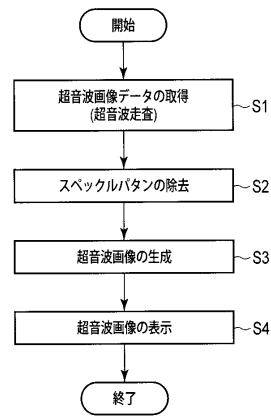 開始
超音波画像データの取得
(超音波走査)
S1
スペックルパタンの除去
S2
超音波画像の生成
S3
超音波画像の表示
S4
終了